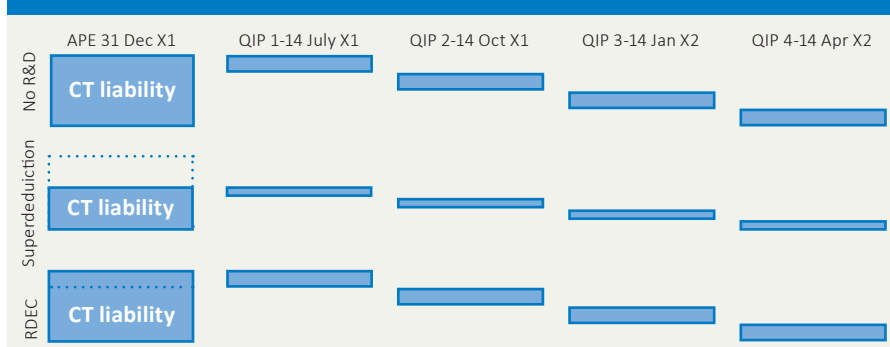 APE 31 Dec X1 QIP 1-14 July X1 QIP 2-14 Oct X1 QIP 3-14 Jan X2 QIP 4-14 Apr X2
No R&D
CT liability
Superdeduiction
CT liability
RDEC
CT liability